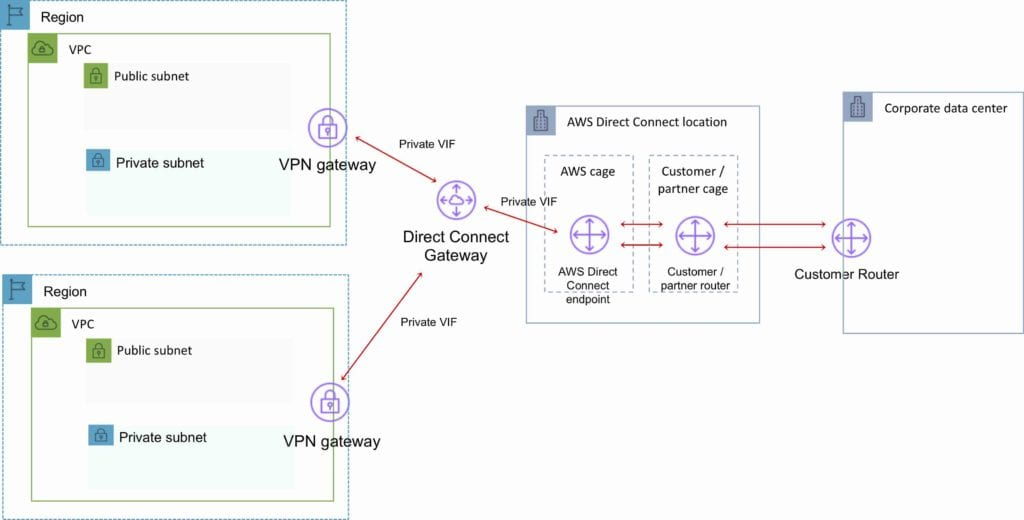 Region
VPC
Public subnet
Private subnet
VPN gateway
Private VIF
Direct Connect
Gateway
Private VIF
Private VIF
Region
VPC
Public subnet
Private subnet
VPN gateway
AWS Direct Connect location
AWS cage
Customer /
partner cage
AWS Direct
Connect
endpoint
Customer /
partner router
Corporate data center
Customer Router